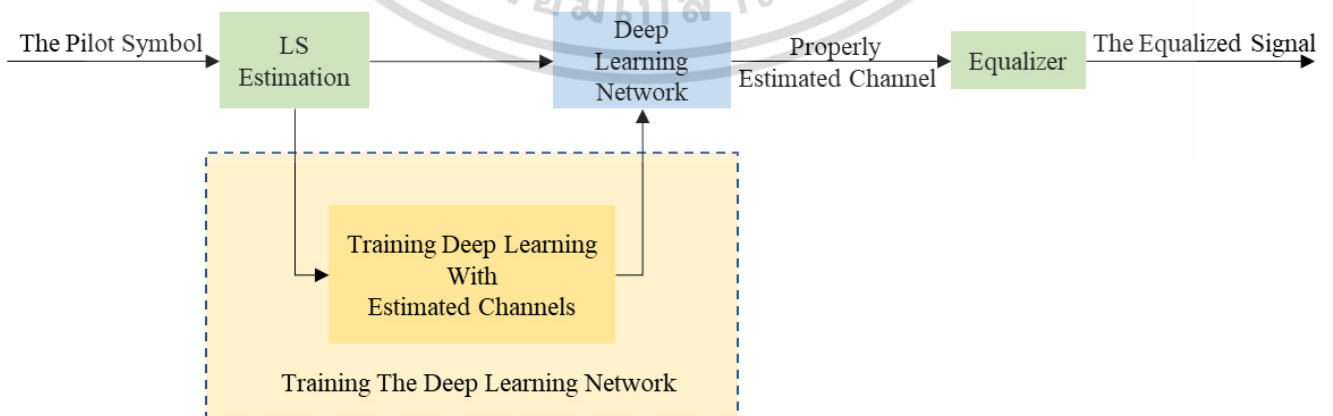 The Pilot Symbol
LS
Estimation
Deep
Learning
Network
Properly
Estimated Channel
Equalizer
The Equalized Signal
Training Deep Learning
With
Estimated Channels
Training The Deep Learning Network